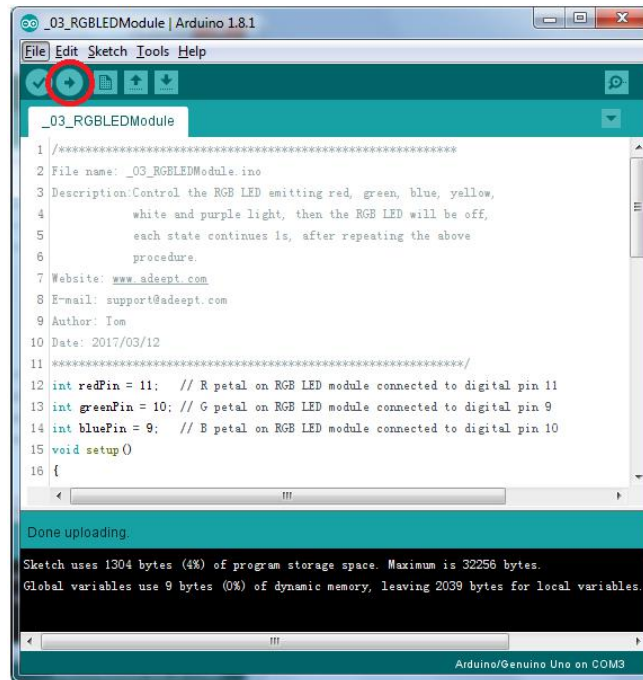 _03_RGBLEDModule | Arduino 1.8.1
File Edit Sketch Tools Help
_03_RGBLEDModule
1 /************************************************************
2 File name: _03_RGBLEDModule.ino
3 Description:Control the RGB LED emitting red, green, blue, yellow,
4 white and purple light, then the RGB LED will be off,
5 each state continues 1s, after repeating the above
6 procedure.
7 Website: www.adeept.com
8 E-mail: support@adeept.com
9 Author: Tom
10 Date: 2017/03/12
11 **************************************************************/
12 int redPin = 11; // R petal on RGB LED module connected to digital pin 11
13 int greenPin = 10; // G petal on RGB LED module connected to digital pin 9
14 int bluePin = 9; // B petal on RGB LED module connected to digital pin 10
15 void setup()
16 {
Done uploading.
Sketch uses 1304 bytes (4%) of program storage space. Maximum is 32256 bytes.
Global variables use 9 bytes (0%) of dynamic memory, leaving 2039 bytes for local variables.
Arduino/Genuino Uno on COM3